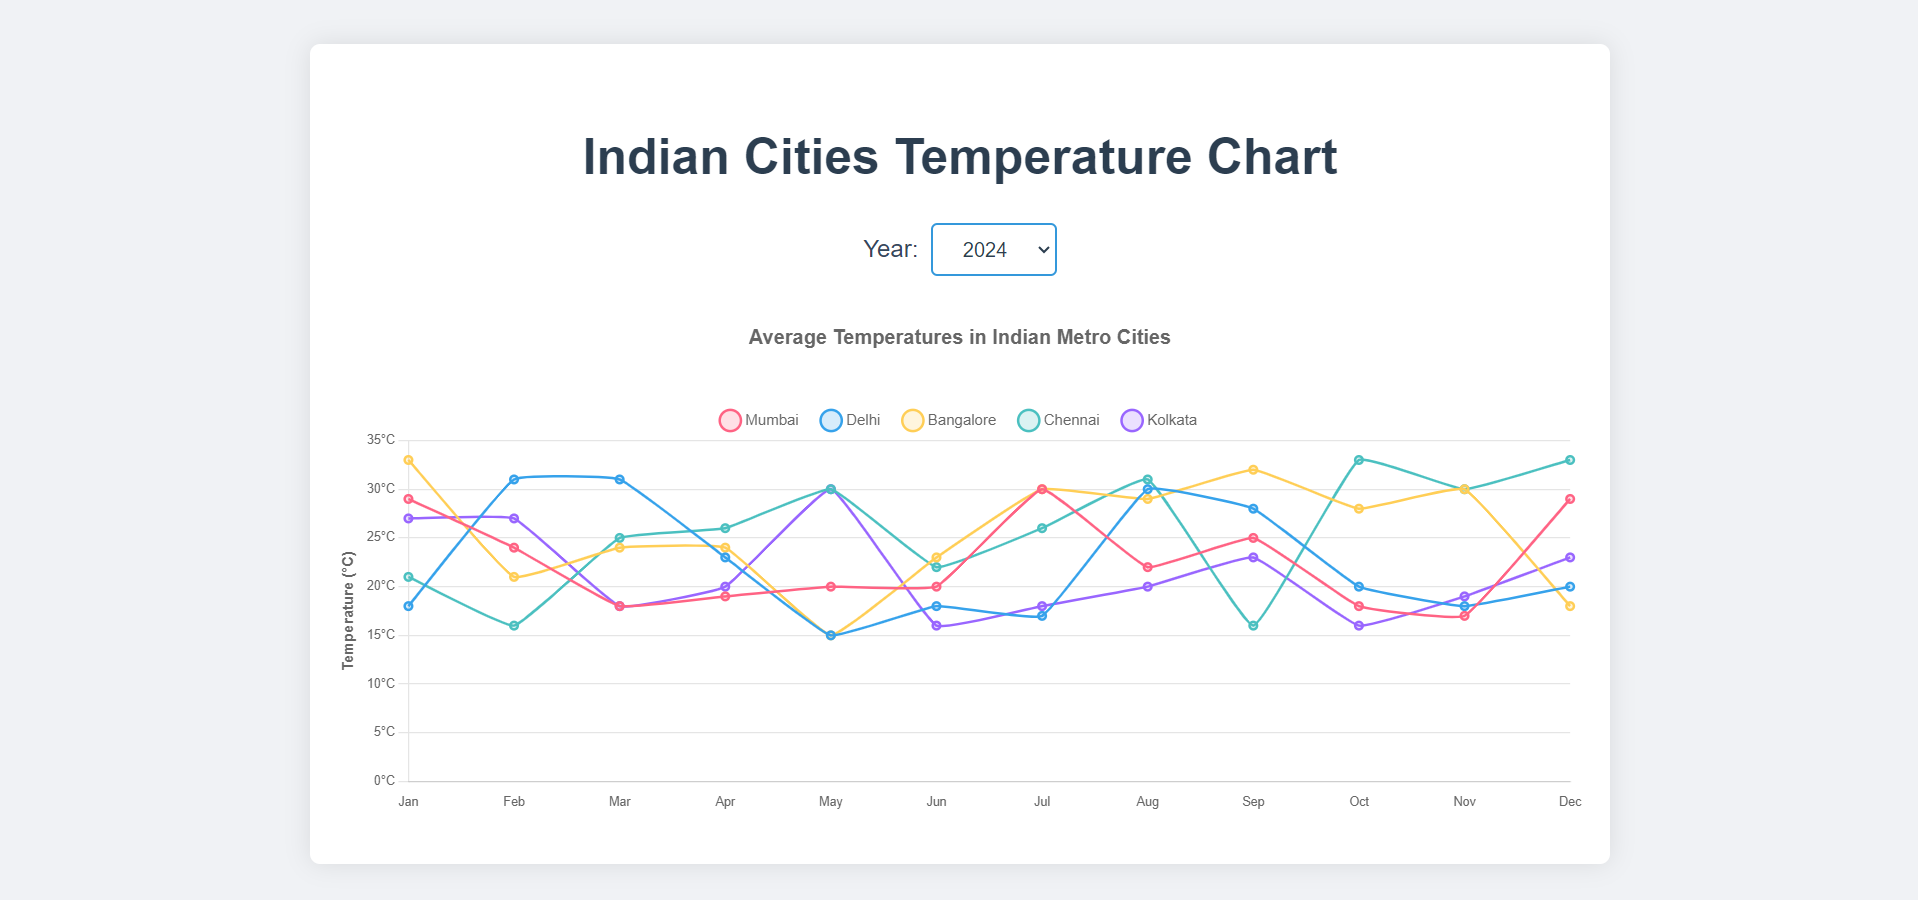 Indian Cities Temperature Chart
Year: 2024
Average Temperatures in Indian Metro Cities
Mumbai Delhi Bangalore Chennai Kolkata
Temperature (°C)
35°C
30°C
25°C
20°C
15°C
10°C
5°C
0°C
Jan Feb Mar Apr May Jun Jul Aug Sep Oct Nov Dec